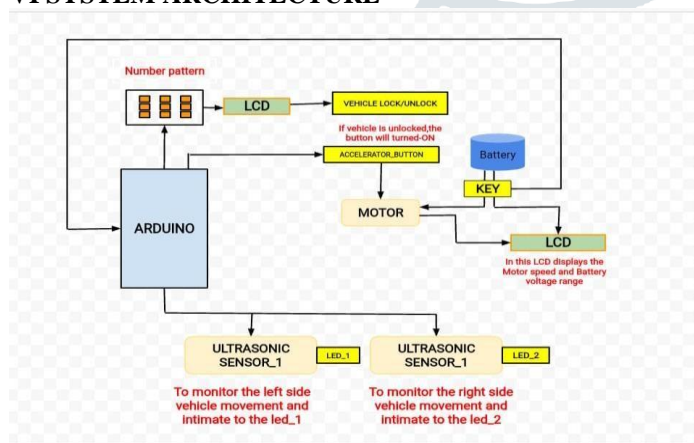 VI SYSTEM ARCHITECTURE
Number pattern
LCD
VEHICLE LOCK/UNLOCK
If vehicle is unlocked,the
button will turned-ON
ACCELERATOR_BUTTON
Battery
KEY
ARDUINO
MOTOR
LCD
In this LCD displays the
Motor speed and Battery
voltage range
ULTRASONIC
SENSOR_1
LED_1
ULTRASONIC
SENSOR_1
LED_2
To monitor the left side
vehicle movement and
intimate to the led_1
To monitor the right side
vehicle movement and
intimate to the led_2